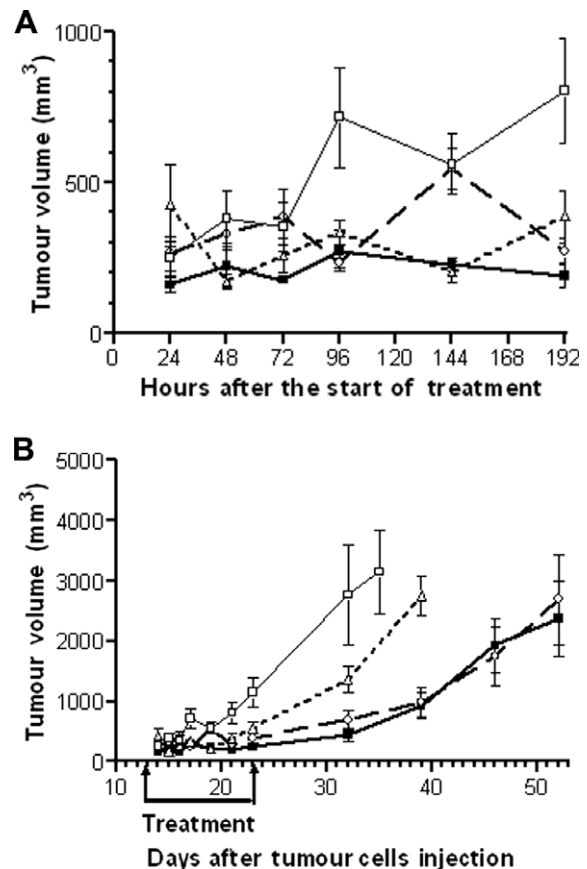 A
Tumour volume (mm³)
1000
500
0
0 24 48 72 96 120 144 168 192
Hours after the start of treatment
B
Tumour volume (mm³)
5000
4000
3000
2000
1000
0
10 20 30 40 50
Treatment
Days after tumour cells injection